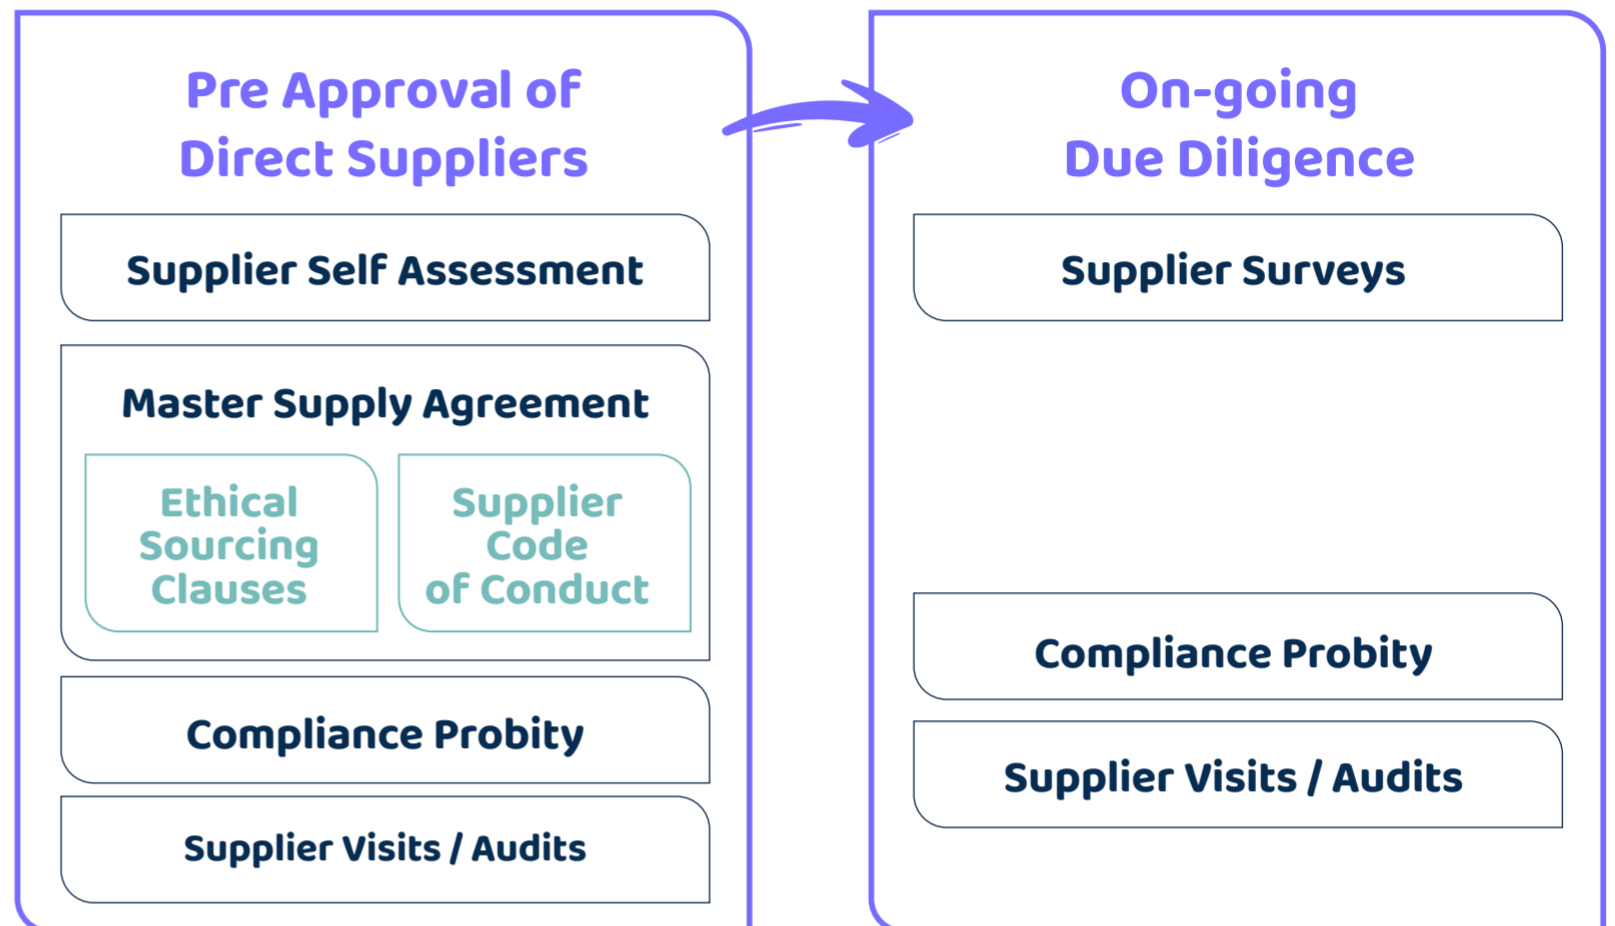 Pre Approval of
Direct Suppliers
Supplier Self Assessment
Master Supply Agreement
Ethical
Sourcing
Clauses
Supplier
Code
of Conduct
Compliance Probity
Supplier Visits / Audits
On-going
Due Diligence
Supplier Surveys
Compliance Probity
Supplier Visits / Audits